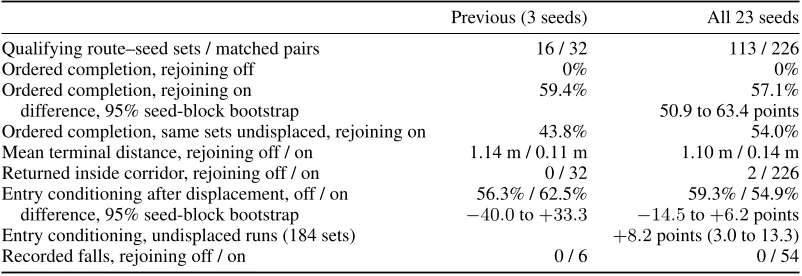 Previous (3 seeds) All 23 seeds
Qualifying route–seed sets / matched pairs 16 / 32 113 / 226
Ordered completion, rejoining off 0% 0%
Ordered completion, rejoining on 59.4% 57.1%
difference, 95% seed-block bootstrap 50.9 to 63.4 points
Ordered completion, same sets undisplaced, rejoining on 43.8% 54.0%
Mean terminal distance, rejoining off / on 1.14 m / 0.11 m 1.10 m / 0.14 m
Returned inside corridor, rejoining off / on 0 / 32 2 / 226
Entry conditioning after displacement, off / on 56.3% / 62.5% 59.3% / 54.9%
difference, 95% seed-block bootstrap −40.0 to +33.3 −14.5 to +6.2 points
Entry conditioning, undisplaced runs (184 sets) +8.2 points (3.0 to 13.3)
Recorded falls, rejoining off / on 0 / 6 0 / 54